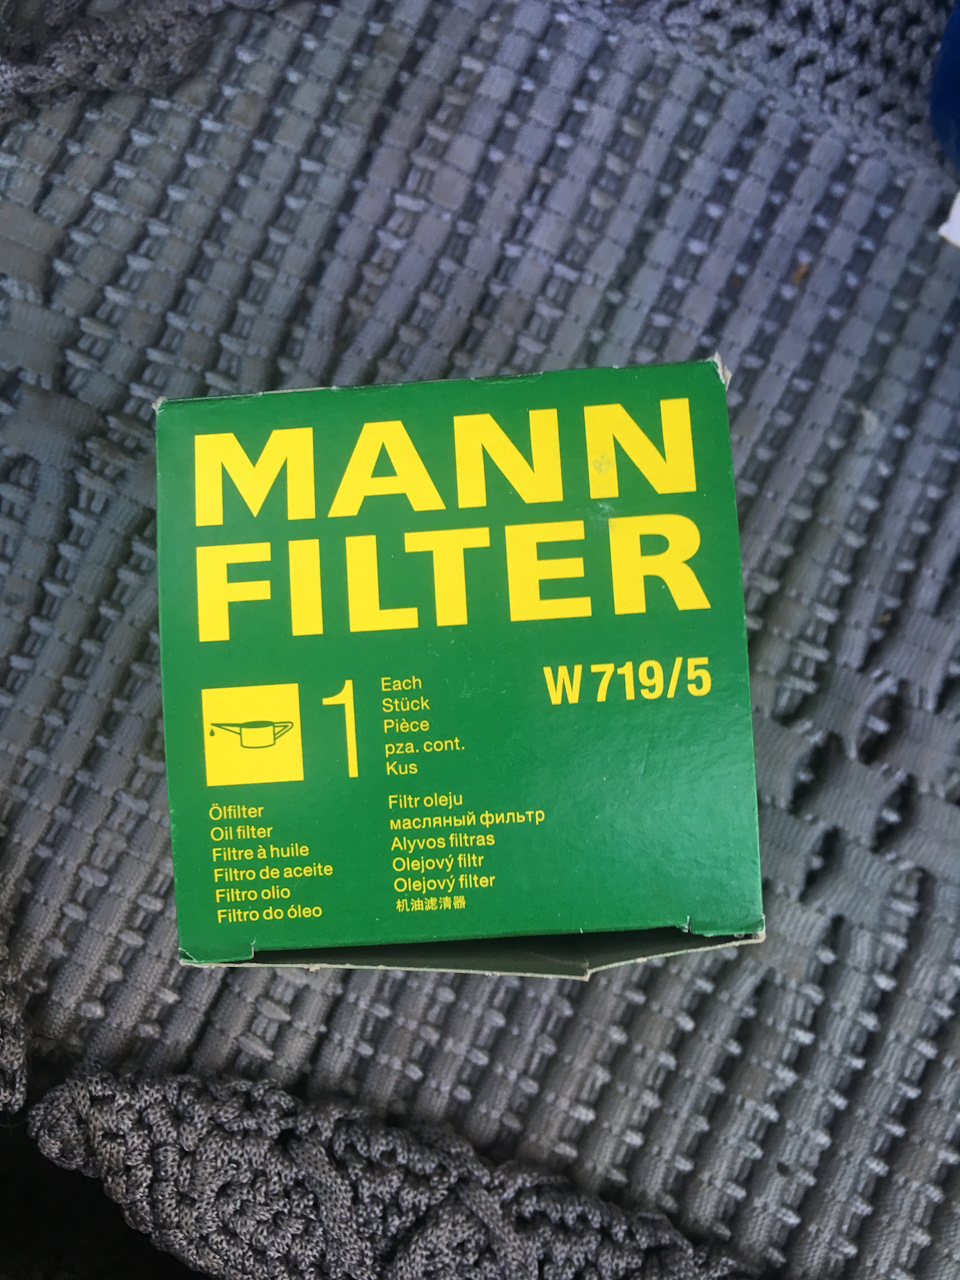 MANN
FILTER
W 719/5
1
Each
Stück
Pièce
pza. cont.
Kus
Ölfilter
Oil filter
Filtre à huile
Filtro de aceite
Filtro olio
Filtro do óleo
Filtr oleju
масляный фильтр
Alyvos filtras
Olejový filtr
Olejový filter
机油滤清器